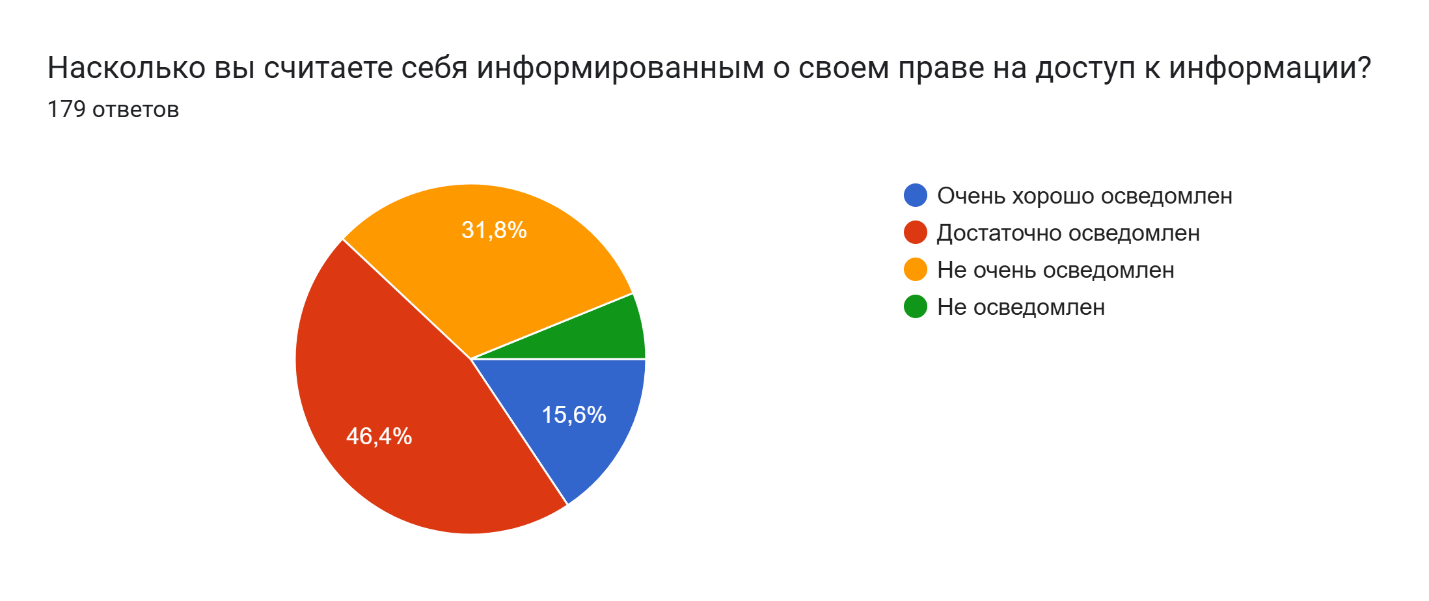 Насколько вы считаете себя информированным о своем праве на доступ к информации?
179 ответов
31,8%
15,6%
46,4%
Очень хорошо осведомлен
Достаточно осведомлен
Не очень осведомлен
Не осведомлен